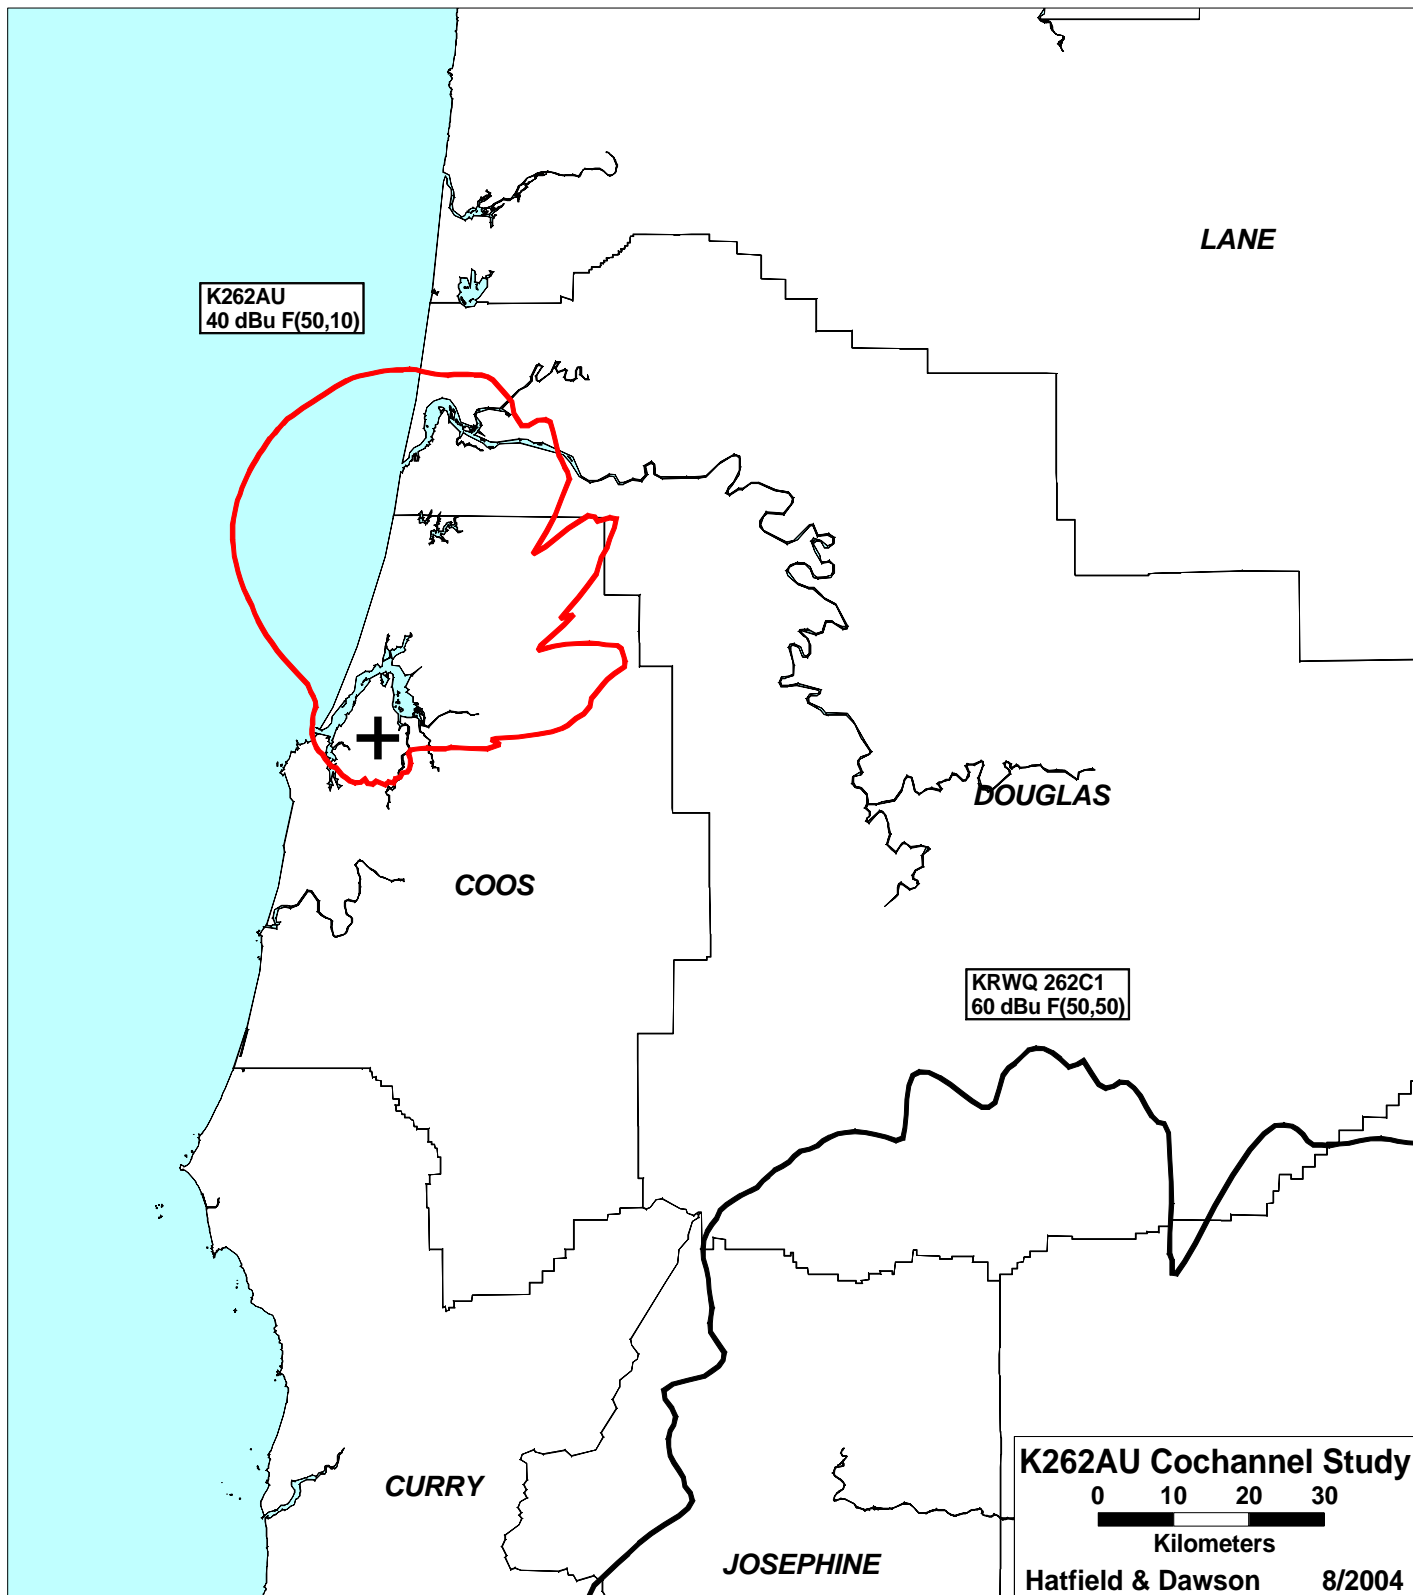 LANE
K262AU
40 dBu F(50,10)
DOUGLAS
COOS
KRWQ 262C1
60 dBu F(50,50)
CURRY
JOSEPHINE
K262AU Cochannel Study
0 10 20 30
Kilometers
Hatfield & Dawson 8/2004